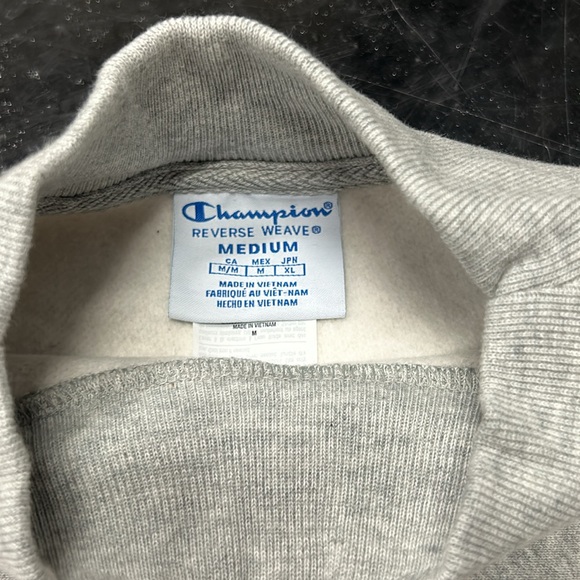 Champion®
REVERSE WEAVE®
MEDIUM
CA MEX JPN
M/M M XL
MADE IN VIETNAM
FABRIQUÉ AU VIÊT-NAM
HECHO EN VIETNAM
MADE IN VIETNAM
M